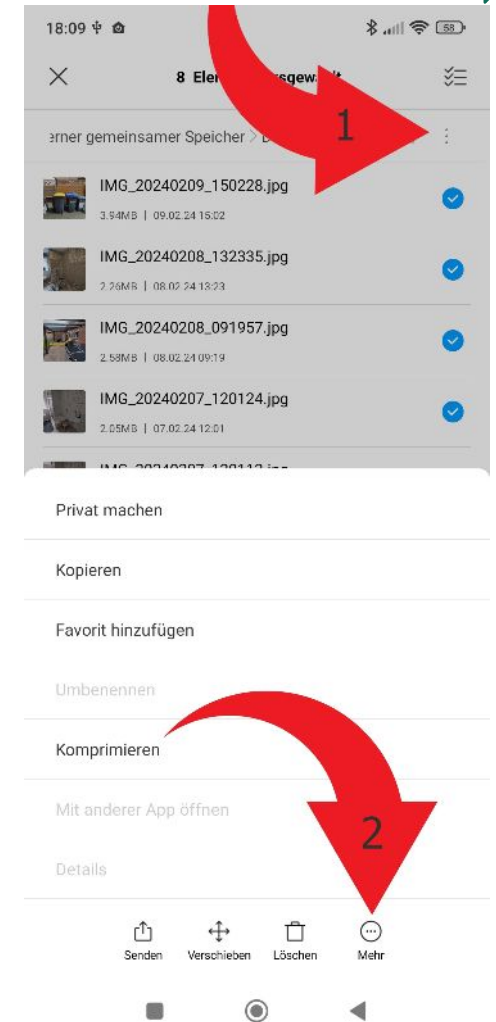 18:09
58
8
1
erner gemeinsamer Speicher >
IMG_20240209_150228.jpg
3.94MB | 09.02.24 15:02
IMG_20240208_132335.jpg
2.26MB | 08.02.24 13:23
IMG_20240208_091957.jpg
2.58MB | 08.02.24 09:19
IMG_20240207_120124.jpg
2.05MB | 07.02.24 12:01
Privat machen
Kopieren
Favorit hinzufügen
Umbenennen
Komprimieren
Mit anderer App öffnen
2
Details
Senden Verschieben Löschen Mehr